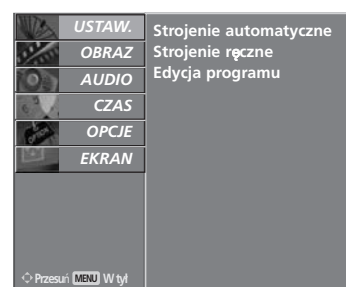 USTAW.
OBRAZ
AUDIO
CZAS
OPCJE
EKRAN
Strojenie automatyczne
Strojenie ręczne
Edycja programu
Przesuń MENU W tył